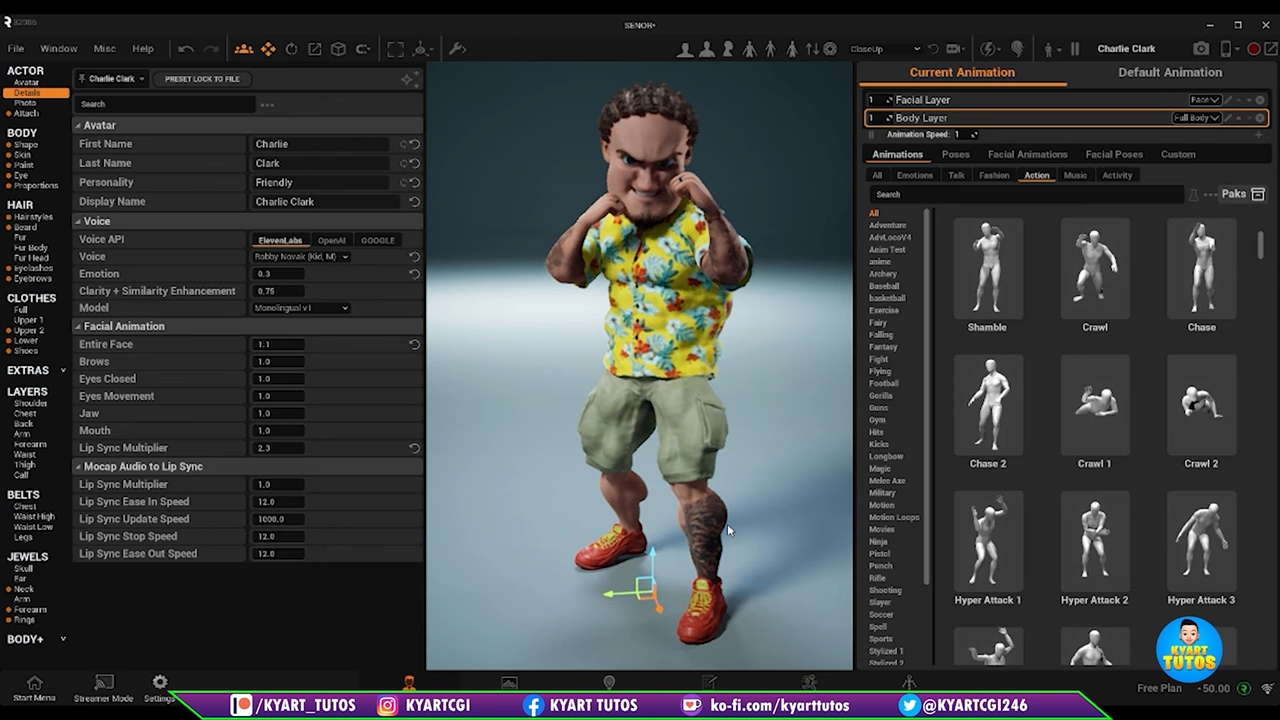 SENOR•
File Window Misc Help
CloseUp
Charlie Clark
ACTOR
Avatar
Details
Photo
Attach
BODY
Shape
Skin
Paint
Eye
Proportions
HAIR
Hairstyles
Beard
Fur
Fur Body
Fur Head
Eyelashes
Eyebrows
CLOTHES
Full
Upper 1
Upper 2
Lower
Shoes
EXTRAS
LAYERS
Shoulder
Chest
Back
Arm
Forearm
Waist
Thigh
Calf
BELTS
Chest
Waist High
Waist Low
Legs
JEWELS
Skull
Ear
Neck
Arm
Forearm
Rings
BODY+
Charlie Clark PRESET LOCK TO FILE
Search
Avatar
First Name Charlie
Last Name Clark
Personality Friendly
Display Name Charlie Clark
Voice
Voice API ElevenLabs OpenAI GOOGLE
Voice Robby Novak (Kid, M)
Emotion 0.3
Clarity + Similarity Enhancement 0.75
Model Monolingual v1
Facial Animation
Entire Face 1.1
Brows 1.0
Eyes Closed 1.0
Eyes Movement 1.0
Jaw 1.0
Mouth 1.0
Lip Sync Multiplier 2.3
Mocap Audio to Lip Sync
Lip Sync Multiplier 1.0
Lip Sync Ease In Speed 12.0
Lip Sync Update Speed 1000.0
Lip Sync Stop Speed 12.0
Lip Sync Ease Out Speed 12.0
Current Animation Default Animation
1 Facial Layer Face
1 Body Layer Full Body
Animation Speed: 1
Animations Poses Facial Animations Facial Poses Custom
All Emotions Talk Fashion Action Music Activity
Search Paks
All
Adventure
AdvLocoV4
Anim Test
anime
Archery
Baseball
basketball
Exercise
Fairy
Falling
Fantasy
Fight
Flying
Football
Gorilla
Guns
Gym
Hits
Kicks
Longbow
Magic
Melee Axe
Military
Motion
Motion Loops
Movies
Ninja
Pistol
Punch
Rifle
Shooting
Slayer
Soccer
Spell
Sports
Stylized 1
Stylized 2
Shamble Crawl Chase
Chase 2 Crawl 1 Crawl 2
Hyper Attack 1 Hyper Attack 2 Hyper Attack 3
KYART
TUTOS
Start Menu Streamer Mode Settings
Free Plan -50.00
/KYART_TUTOS KYARTCGI KYART TUTOS ko-fi.com/kyarttutos @KYARTCGI246